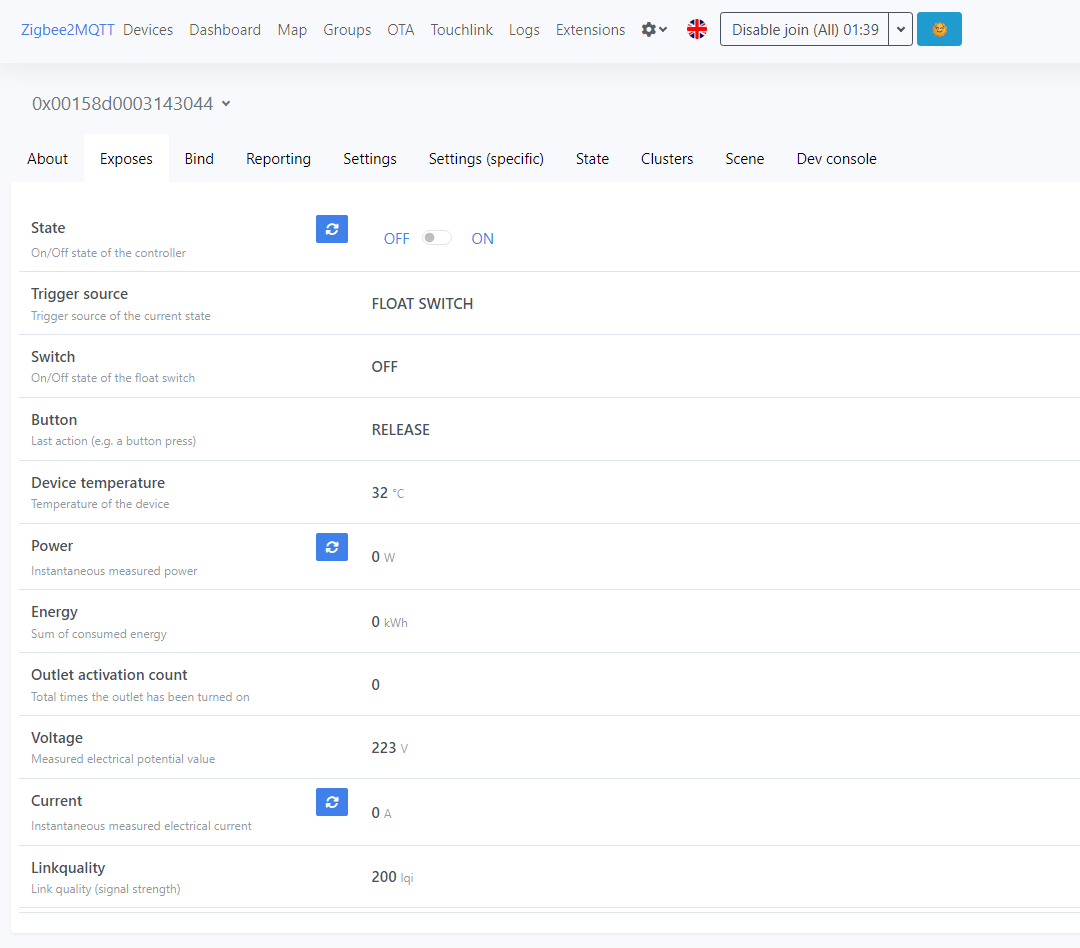 Zigbee2MQTT Devices Dashboard Map Groups OTA Touchlink Logs Extensions Disable join (All) 01:39
0x00158d0003143044
About Exposes Bind Reporting Settings Settings (specific) State Clusters Scene Dev console
State
OFF ON
On/Off state of the controller
Trigger source
FLOAT SWITCH
Trigger source of the current state
Switch
OFF
On/Off state of the float switch
Button
RELEASE
Last action (e.g. a button press)
Device temperature
32 °C
Temperature of the device
Power
0 W
Instantaneous measured power
Energy
0 kWh
Sum of consumed energy
Outlet activation count
0
Total times the outlet has been turned on
Voltage
223 V
Measured electrical potential value
Current
0 A
Instantaneous measured electrical current
Linkquality
200 lqi
Link quality (signal strength)